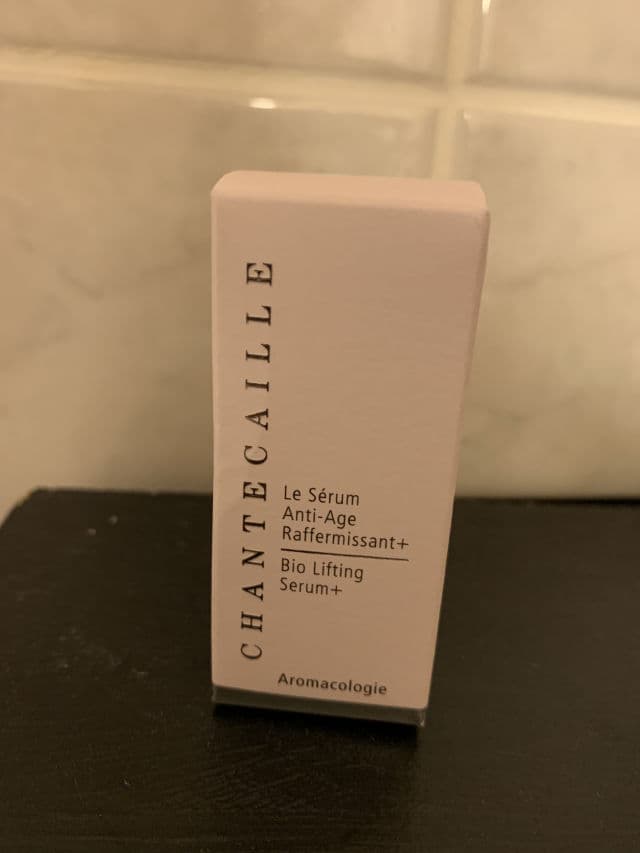 CHANTECAILLE
Le Sérum
Anti-Age
Raffermissant+
Bio Lifting
Serum+
Aromacologie